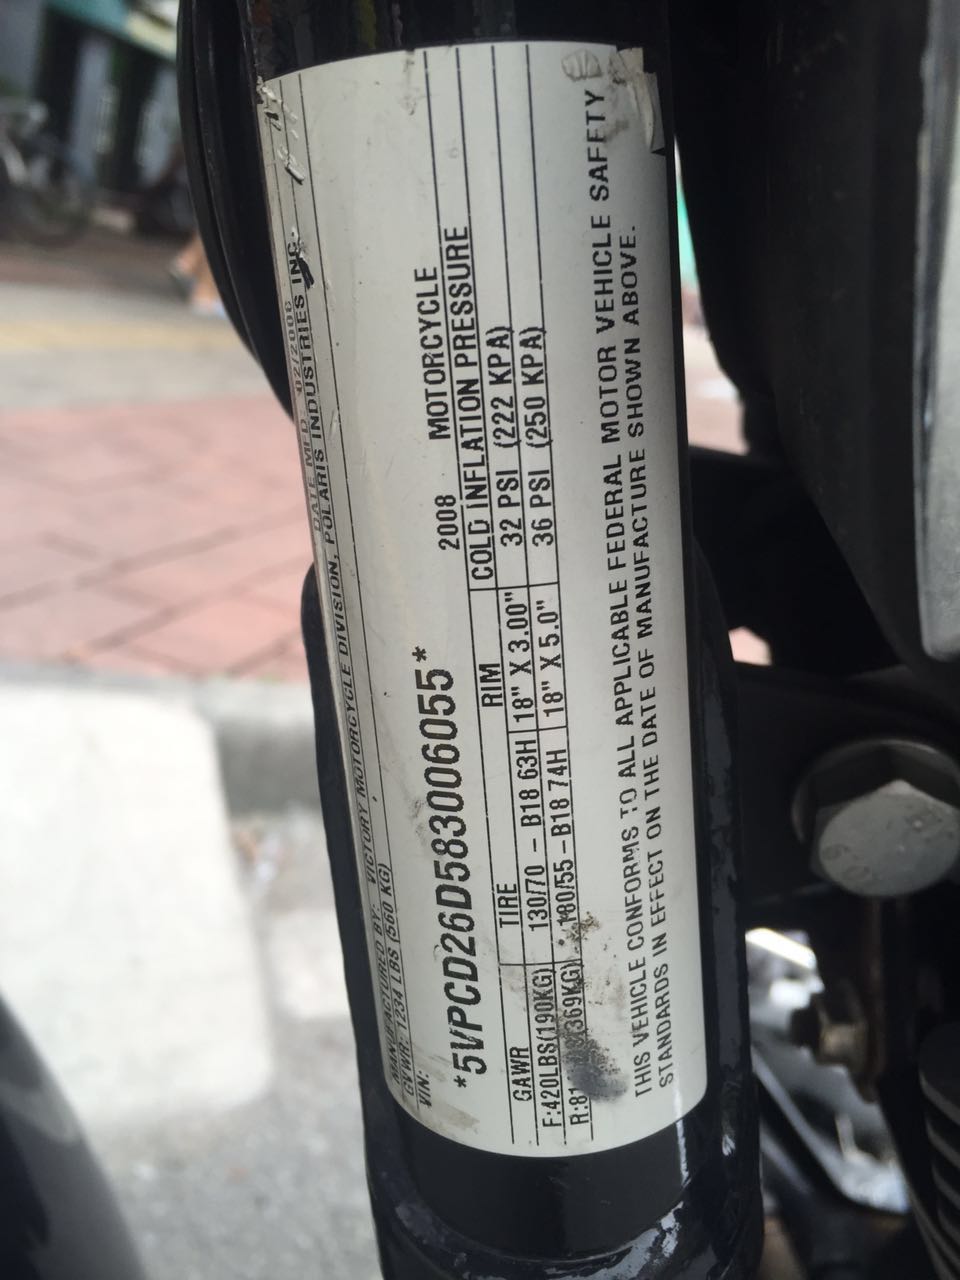 MANUFACTURED BY: VICTORY MOTORCYCLE DIVISION, POLARIS INDUSTRIES INC.
DATE MFD: 02/2008
GVWR: 1234 LBS (560 KG)
VIN:
*5VPCD26D583006055* 2008 MOTORCYCLE
GAWR TIRE RIM COLD INFLATION PRESSURE
F:420LBS(190KG) 130/70 - B18 63H 18" X 3.00" 32 PSI (222 KPA)
R:81 (369KG) 180/55-B18 74H 18" X 5.0" 36 PSI (250 KPA)
THIS VEHICLE CONFORMS TO ALL APPLICABLE FEDERAL MOTOR VEHICLE SAFETY
STANDARDS IN EFFECT ON THE DATE OF MANUFACTURE SHOWN ABOVE.